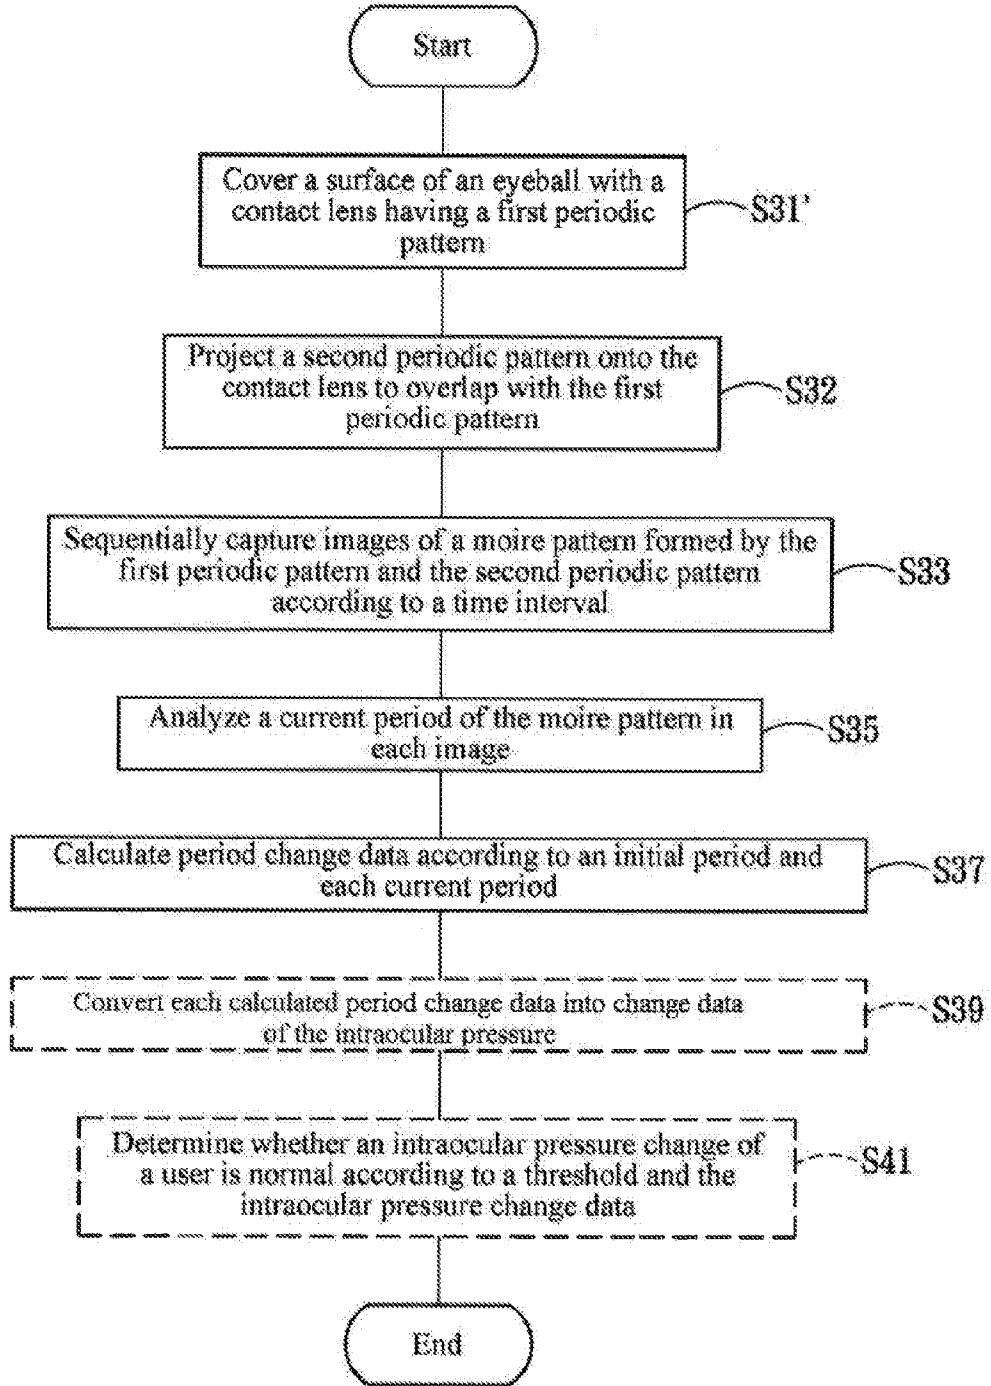 Start
Cover a surface of an eyeball with a
contact lens having a first periodic
pattern
S31'
Project a second periodic pattern onto the
contact lens to overlap with the first
periodic pattern
S32
Sequentially capture images of a moire pattern formed by the
first periodic pattern and the second periodic pattern
according to a time interval
S33
Analyze a current period of the moire pattern in
each image
S35
Calculate period change data according to an initial period and
each current period
S37
Convert each calculated period change data into change data
of the intraocular pressure
S39
Determine whether an intraocular pressure change of
a user is normal according to a threshold and the
intraocular pressure change data
S41
End